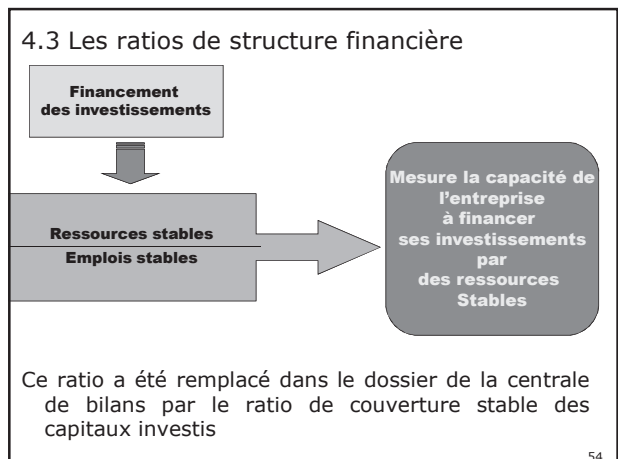 4.3 Les ratios de structure financière
Financement
des investissements
Ressources stables
Emplois stables
Mesure la capacité de
l’entreprise
à financer
ses investissements
par
des ressources
Stables
Ce ratio a été remplacé dans le dossier de la centrale
de bilans par le ratio de couverture stable des
capitaux investis
54